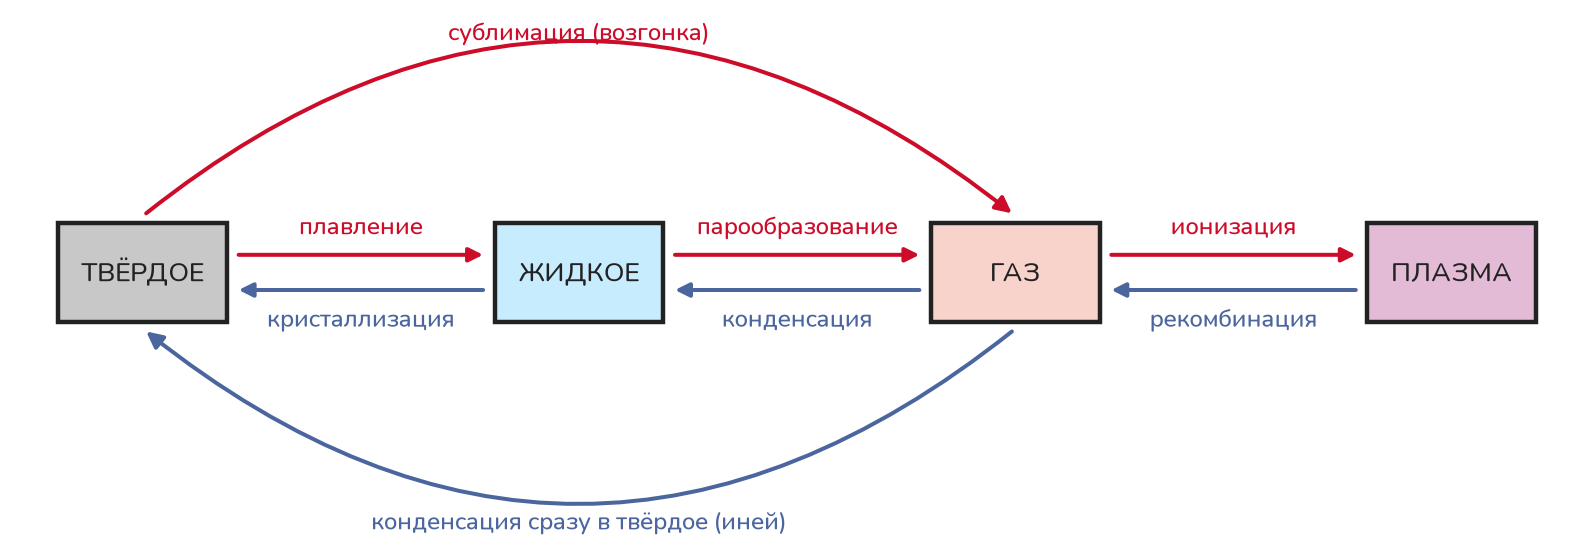 сублимация (возгонка)
плавление
парообразование
ионизация
ТВЁРДОЕ
ЖИДКОЕ
ГАЗ
ПЛАЗМА
кристаллизация
конденсация
рекомбинация
конденсация сразу в твёрдое (иней)